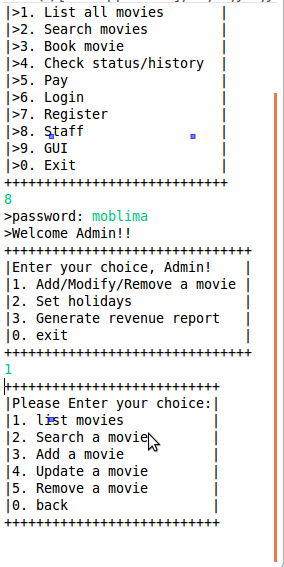 |>1. List all movies       |
|>2. Search movies         |
|>3. Book movie            |
|>4. Check status/history  |
|>5. Pay                   |
|>6. Login                 |
|>7. Register              |
|>8. Staff                 |
|>9. GUI                   |
|>0. Exit                  |
++++++++++++++++++++++++++++
8
>password: moblima
>Welcome Admin!!
+++++++++++++++++++++++++++++++
|Enter your choice, Admin!    |
|1. Add/Modify/Remove a movie |
|2. Set holidays              |
|3. Generate revenue report   |
|0. exit                      |
+++++++++++++++++++++++++++++++
1
+++++++++++++++++++++++++++
|Please Enter your choice:|
|1. list movies           |
|2. Search a movie        |
|3. Add a movie           |
|4. Update a movie        |
|5. Remove a movie        |
|0. back                  |
+++++++++++++++++++++++++++